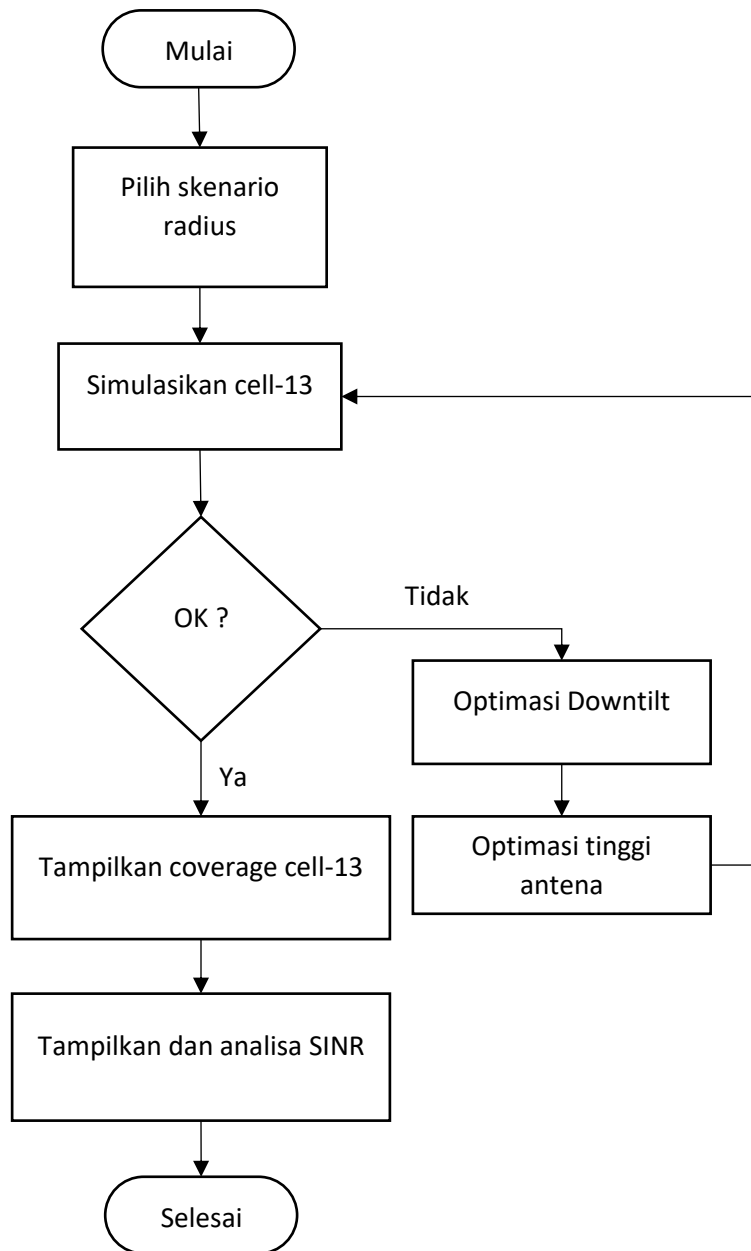 Mulai
Pilih skenario
radius
Simulasikan cell-13
OK ?
Tidak
Optimasi Downtilt
Ya
Optimasi tinggi
antena
Tampilkan coverage cell-13
Tampilkan dan analisa SINR
Selesai